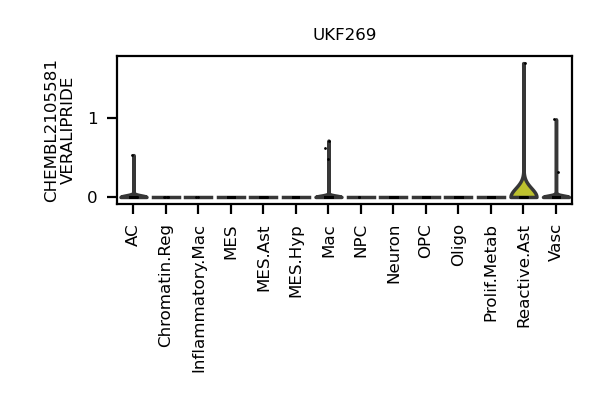 UKF269
CHEMBL2105581
VERALIPRIDE
1
0
AC
Chromatin.Reg
Inflammatory.Mac
MES
MES.Ast
MES.Hyp
Mac
NPC
Neuron
OPC
Oligo
Prolif.Metab
Reactive.Ast
Vasc